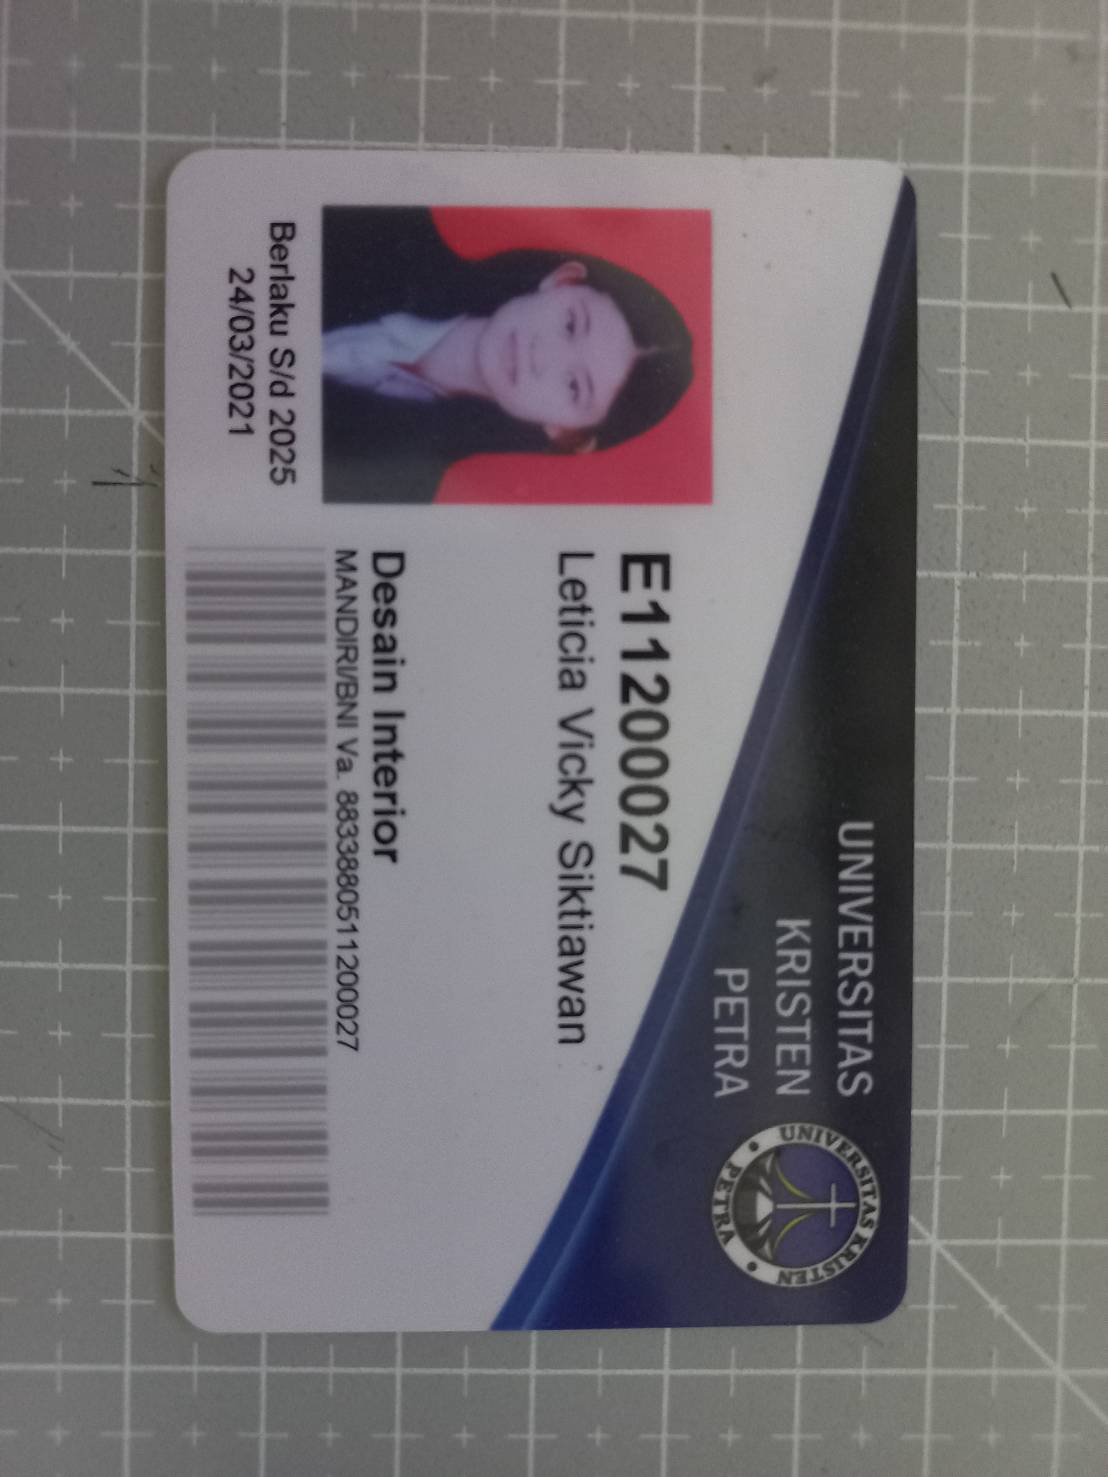 UNIVERSITAS
KRISTEN
PETRA
UNIVERSITAS KRISTEN
• PETRA •
E11200027
Leticia Vicky Siktiawan
Desain Interior
MANDIRI/BNI Va. 8833880511200027
Berlaku S/d 2025
24/03/2021